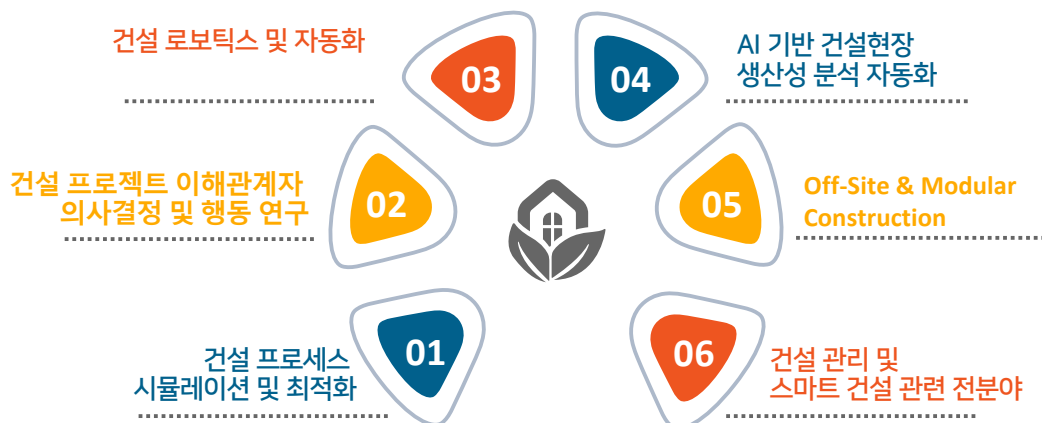 건설 로보틱스 및 자동화
03
04
AI 기반 건설현장
생산성 분석 자동화
건설 프로젝트 이해관계자
의사결정 및 행동 연구
02
05
Off-Site & Modular
Construction
건설 프로세스
시뮬레이션 및 최적화
01
06
건설 관리 및
스마트 건설 관련 전분야